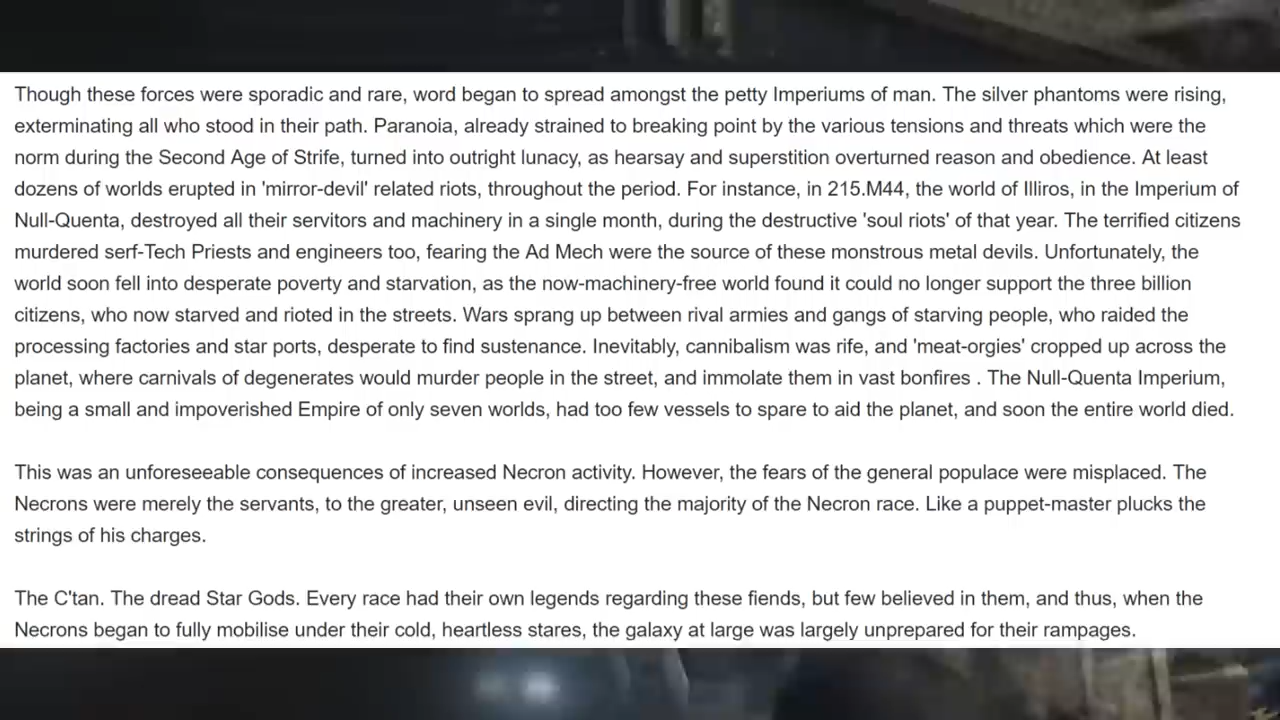 Though these forces were sporadic and rare, word began to spread amongst the petty Imperiums of man. The silver phantoms were rising,
exterminating all who stood in their path. Paranoia, already strained to breaking point by the various tensions and threats which were the
norm during the Second Age of Strife, turned into outright lunacy, as hearsay and superstition overturned reason and obedience. At least
dozens of worlds erupted in 'mirror-devil' related riots, throughout the period. For instance, in 215.M44, the world of Illiros, in the Imperium of
Null-Quenta, destroyed all their servitors and machinery in a single month, during the destructive 'soul riots' of that year. The terrified citizens
murdered serf-Tech Priests and engineers too, fearing the Ad Mech were the source of these monstrous metal devils. Unfortunately, the
world soon fell into desperate poverty and starvation, as the now-machinery-free world found it could no longer support the three billion
citizens, who now starved and rioted in the streets. Wars sprang up between rival armies and gangs of starving people, who raided the
processing factories and star ports, desperate to find sustenance. Inevitably, cannibalism was rife, and 'meat-orgies' cropped up across the
planet, where carnivals of degenerates would murder people in the street, and immolate them in vast bonfires . The Null-Quenta Imperium,
being a small and impoverished Empire of only seven worlds, had too few vessels to spare to aid the planet, and soon the entire world died.
This was an unforeseeable consequences of increased Necron activity. However, the fears of the general populace were misplaced. The
Necrons were merely the servants, to the greater, unseen evil, directing the majority of the Necron race. Like a puppet-master plucks the
strings of his charges.
The C'tan. The dread Star Gods. Every race had their own legends regarding these fiends, but few believed in them, and thus, when the
Necrons began to fully mobilise under their cold, heartless stares, the galaxy at large was largely unprepared for their rampages.